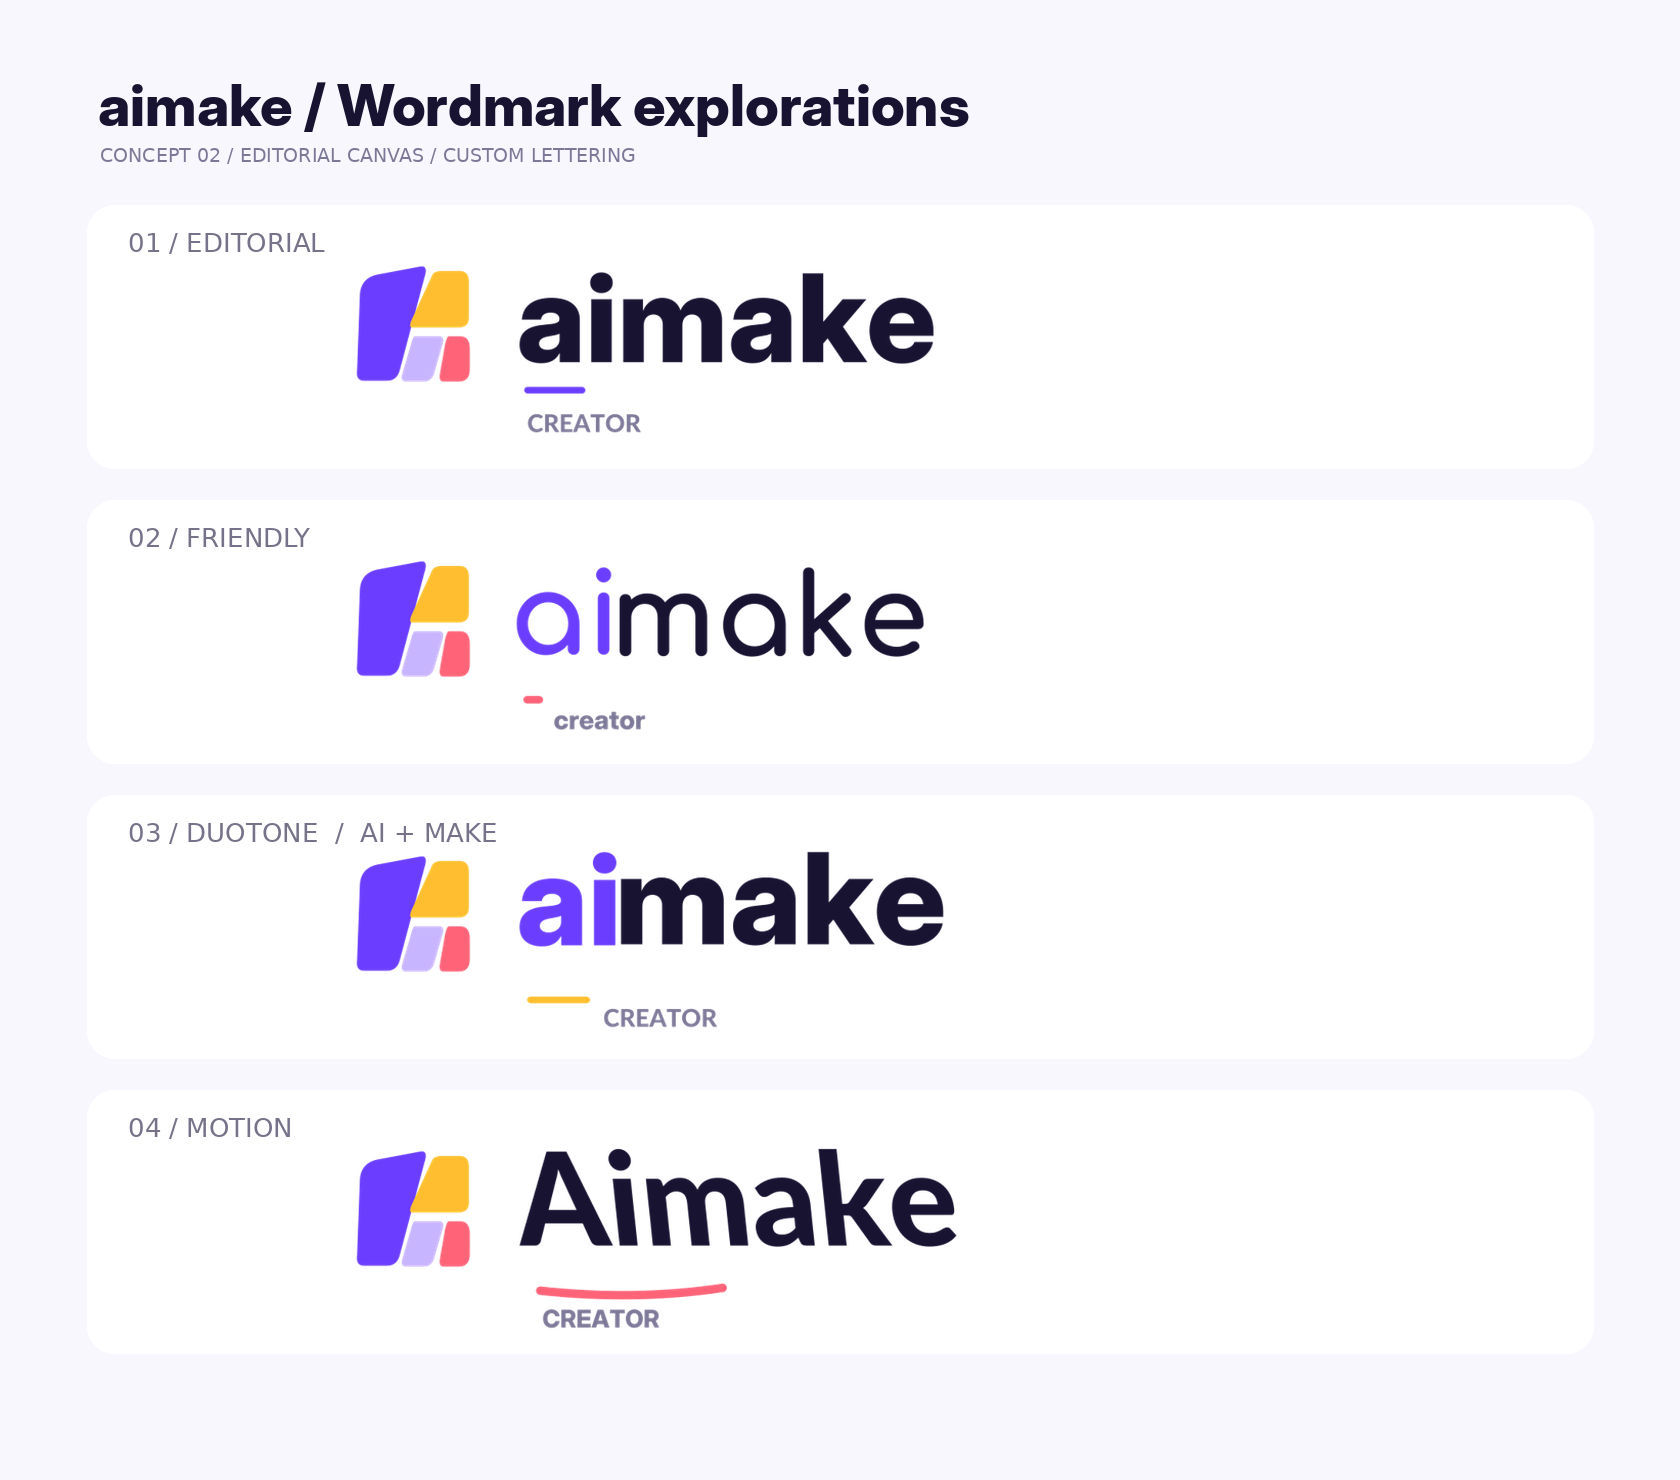 aimake / Wordmark explorations
CONCEPT 02 / EDITORIAL CANVAS / CUSTOM LETTERING
01 / EDITORIAL
aimake
CREATOR
02 / FRIENDLY
aimake
creator
03 / DUOTONE / AI + MAKE
aimake
CREATOR
04 / MOTION
Aimake
CREATOR